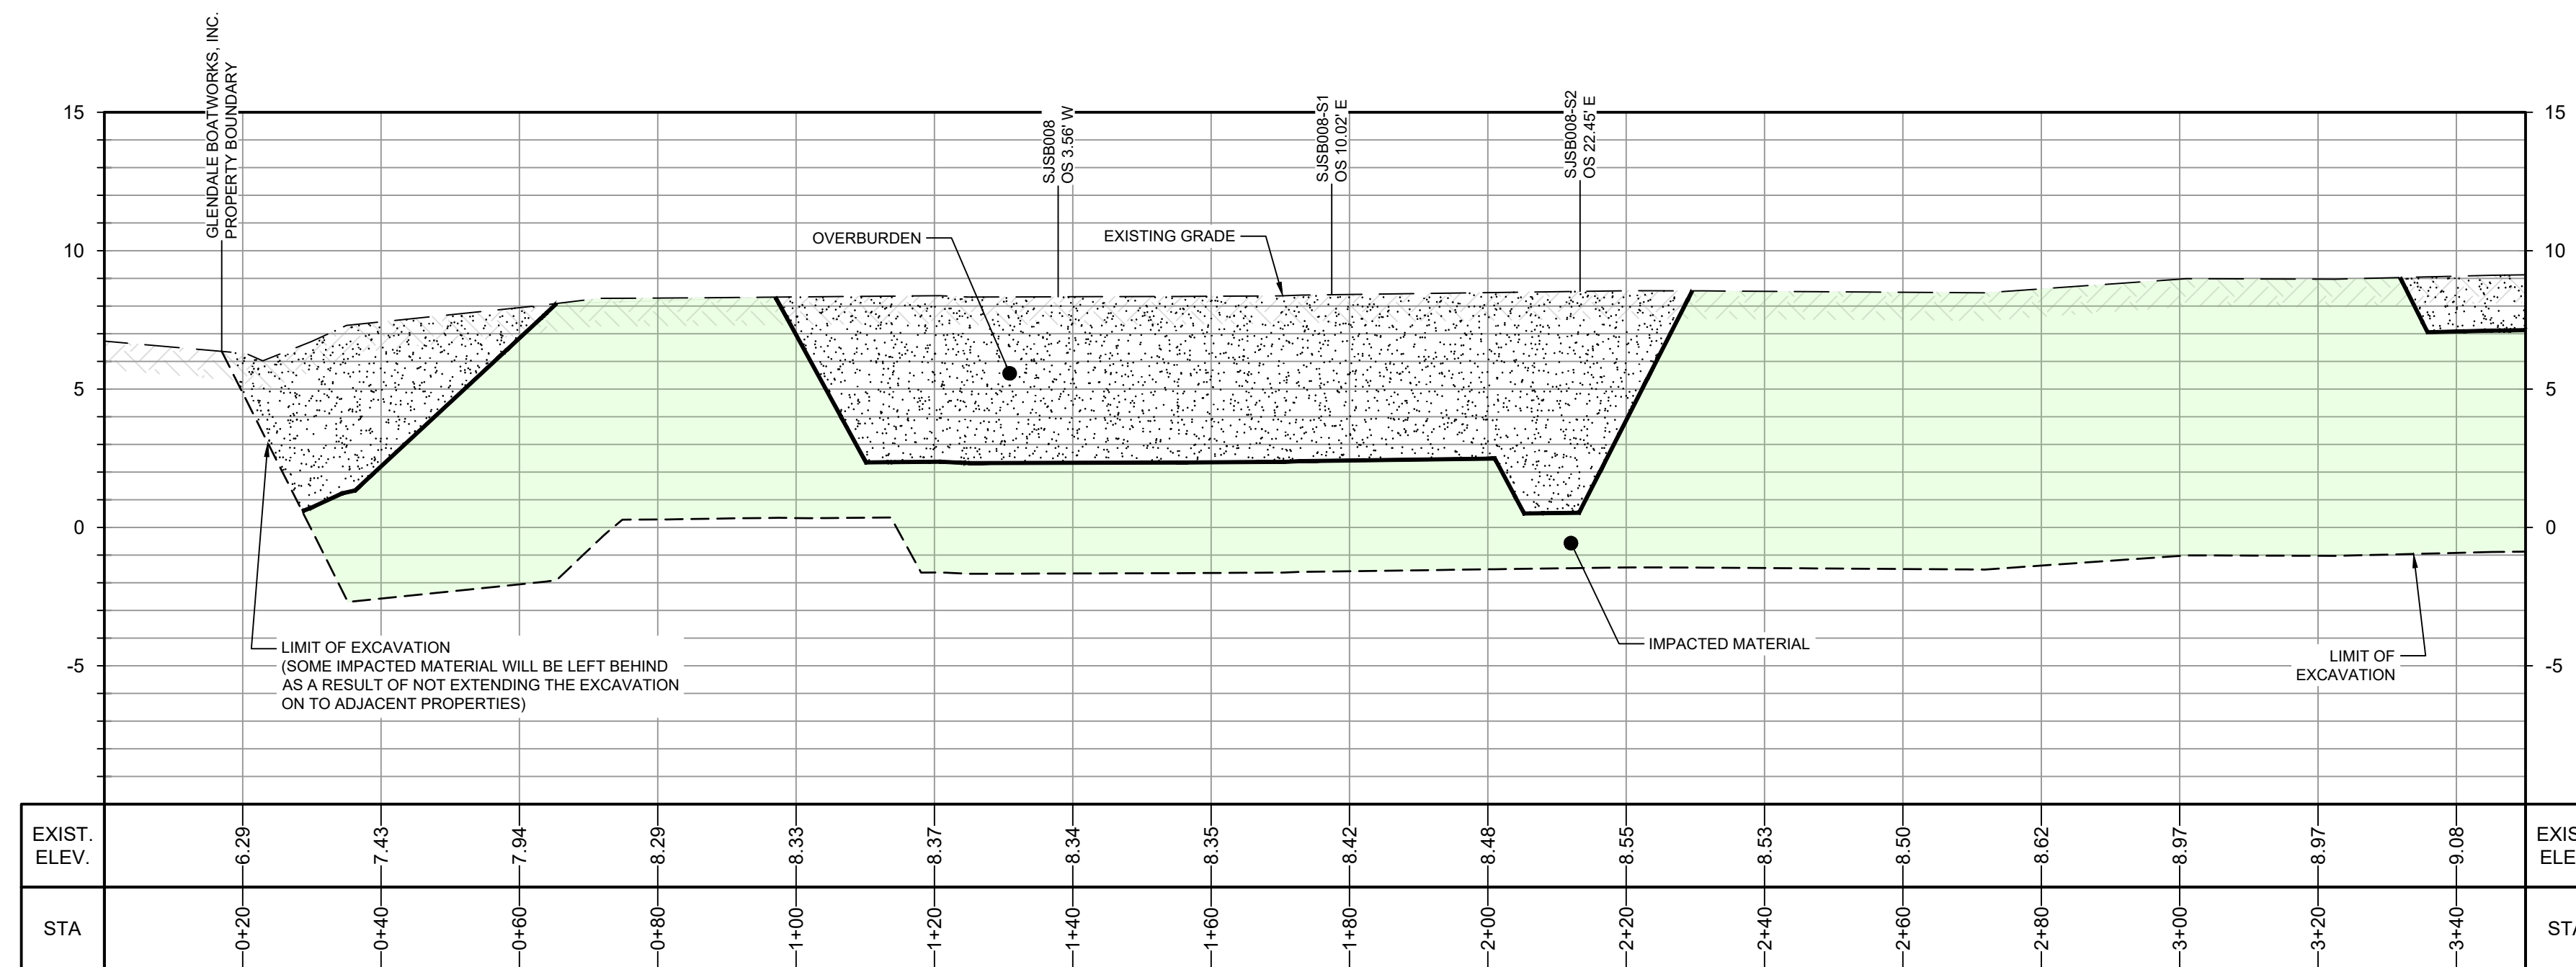 GLENDALE BOATWORKS, INC.
PROPERTY BOUNDARY
SJSB008
OS 3.56' W
SJSB008-S1
OS 10.02' E
SJSB008-S2
OS 22.45' E
15
15
OVERBURDEN
EXISTING GRADE
10
10
5
5
0
0
LIMIT OF EXCAVATION
(SOME IMPACTED MATERIAL WILL BE LEFT BEHIND
AS A RESULT OF NOT EXTENDING THE EXCAVATION
ON TO ADJACENT PROPERTIES)
IMPACTED MATERIAL
LIMIT OF
EXCAVATION
-5
-5
EXIST.
ELEV.
6.29
7.43
7.94
8.29
8.33
8.37
8.34
8.35
8.42
8.48
8.55
8.53
8.50
8.62
8.97
8.97
9.08
EXIS
ELE
STA
0+20
0+40
0+60
0+80
1+00
1+20
1+40
1+60
1+80
2+00
2+20
2+40
2+60
2+80
3+00
3+20
3+40
STA